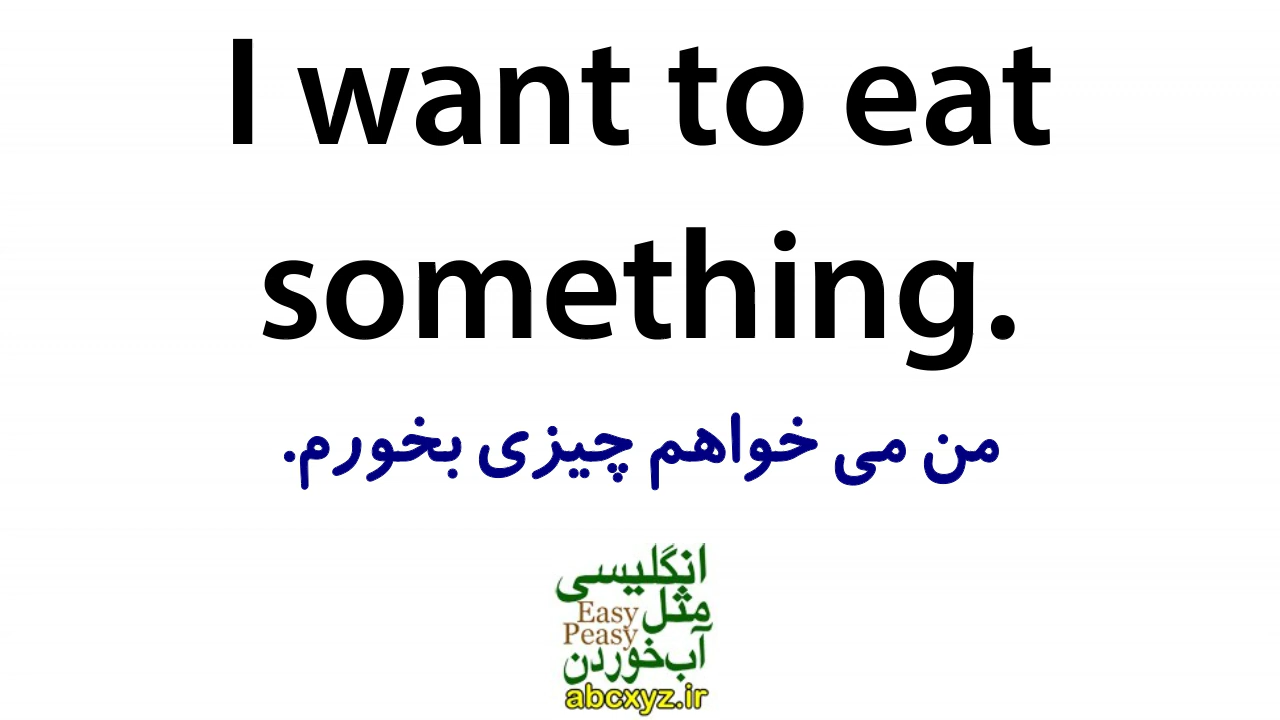 I want to eat
something.
من می خواهم چیزی بخورم.
انگلیسی
مثل Easy
Peasy
آب خوردن
abcxyz.ir